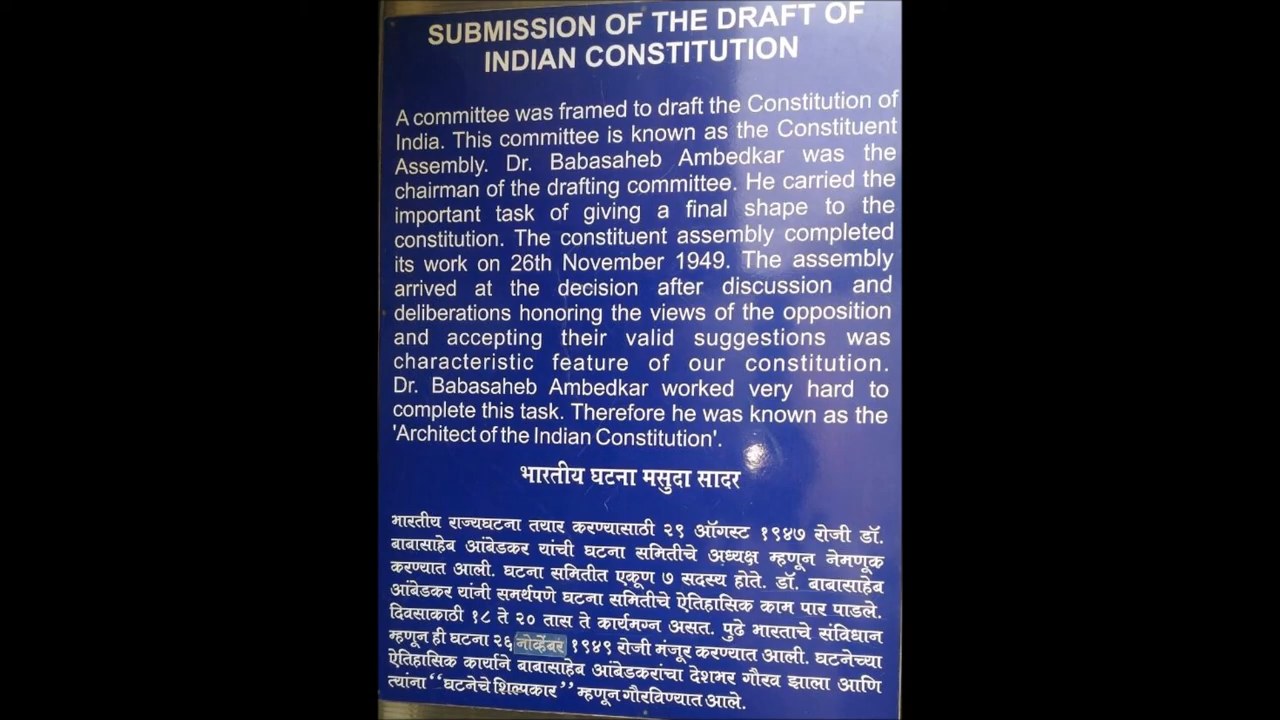 SUBMISSION OF THE DRAFT OF
INDIAN CONSTITUTION
A committee was framed to draft the Constitution of
India. This committee is known as the Constituent
Assembly. Dr. Babasaheb Ambedkar was the
chairman of the drafting committee. He carried the
important task of giving a final shape to the
constitution. The constituent assembly completed
its work on 26th November 1949. The assembly
arrived at the decision after discussion and
deliberations honoring the views of the opposition
and accepting their valid suggestions was
characteristic feature of our constitution.
Dr. Babasaheb Ambedkar worked very hard to
complete this task. Therefore he was known as the
'Architect of the Indian Constitution'.
भारतीय घटना मसुदा सादर
भारतीय राज्यघटना तयार करण्यासाठी २९ ऑगस्ट १९४७ रोजी डॉ.
बाबासाहेब आंबेडकर यांची घटना समितीचे अध्यक्ष म्हणून नेमणूक
करण्यात आली. घटना समितीत एकूण ७ सदस्य होते. डॉ. बाबासाहेब
आंबेडकर यांनी समर्थपणे घटना समितीचे ऐतिहासिक काम पार पाडले.
दिवसाकाठी १८ ते २० तास ते कार्यमग्न असत. पुढे भारताचे संविधान
म्हणून ही घटना २६ नोव्हेंबर १९४९ रोजी मंजूर करण्यात आली. घटनेच्या
ऐतिहासिक कार्याने बाबासाहेब आंबेडकरांचा देशभर गौरव झाला आणि
त्यांना "घटनेचे शिल्पकार" म्हणून गौरविण्यात आले.